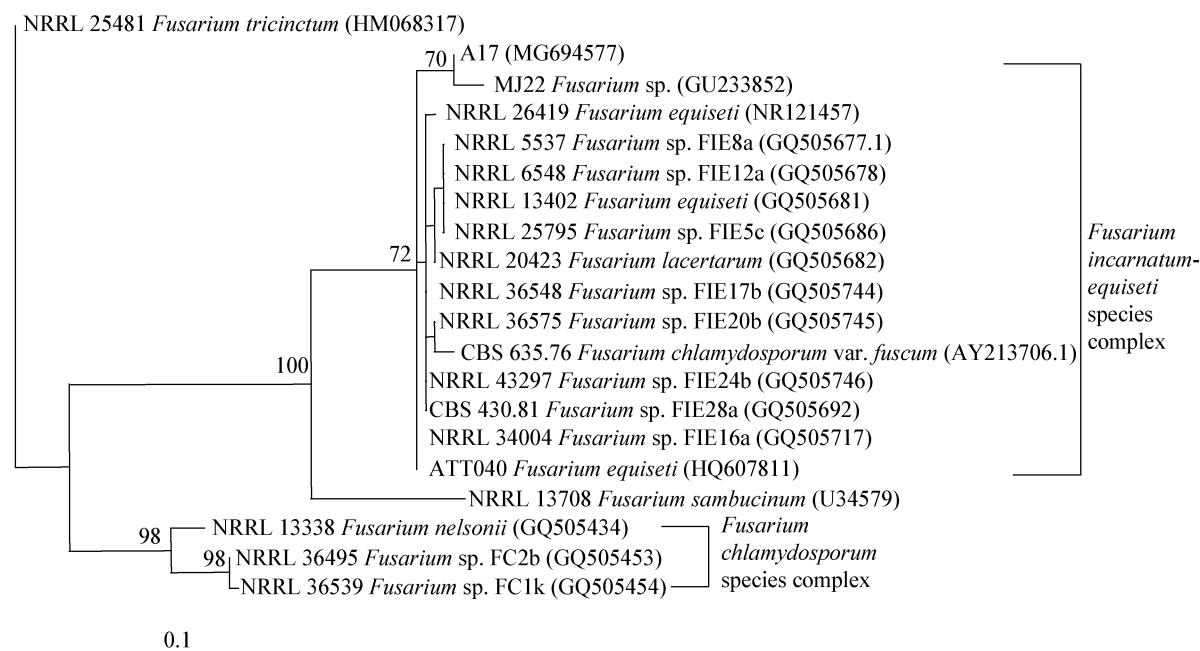 NRRL 25481 Fusarium tricinctum (HM068317)
70
A17 (MG694577)
MJ22 Fusarium sp. (GU233852)
NRRL 26419 Fusarium equiseti (NR121457)
NRRL 5537 Fusarium sp. FIE8a (GQ505677.1)
NRRL 6548 Fusarium sp. FIE12a (GQ505678)
NRRL 13402 Fusarium equiseti (GQ505681)
NRRL 25795 Fusarium sp. FIE5c (GQ505686)
72
NRRL 20423 Fusarium lacertarum (GQ505682)
NRRL 36548 Fusarium sp. FIE17b (GQ505744)
NRRL 36575 Fusarium sp. FIE20b (GQ505745)
CBS 635.76 Fusarium chlamydosporum var. fuscum (AY213706.1)
100
NRRL 43297 Fusarium sp. FIE24b (GQ505746)
CBS 430.81 Fusarium sp. FIE28a (GQ505692)
NRRL 34004 Fusarium sp. FIE16a (GQ505717)
ATT040 Fusarium equiseti (HQ607811)
Fusarium
incarnatum-
equiseti
species
complex
NRRL 13708 Fusarium sambucinum (U34579)
98
NRRL 13338 Fusarium nelsonii (GQ505434)
98
NRRL 36495 Fusarium sp. FC2b (GQ505453)
NRRL 36539 Fusarium sp. FC1k (GQ505454)
Fusarium
chlamydosporum
species complex
0.1